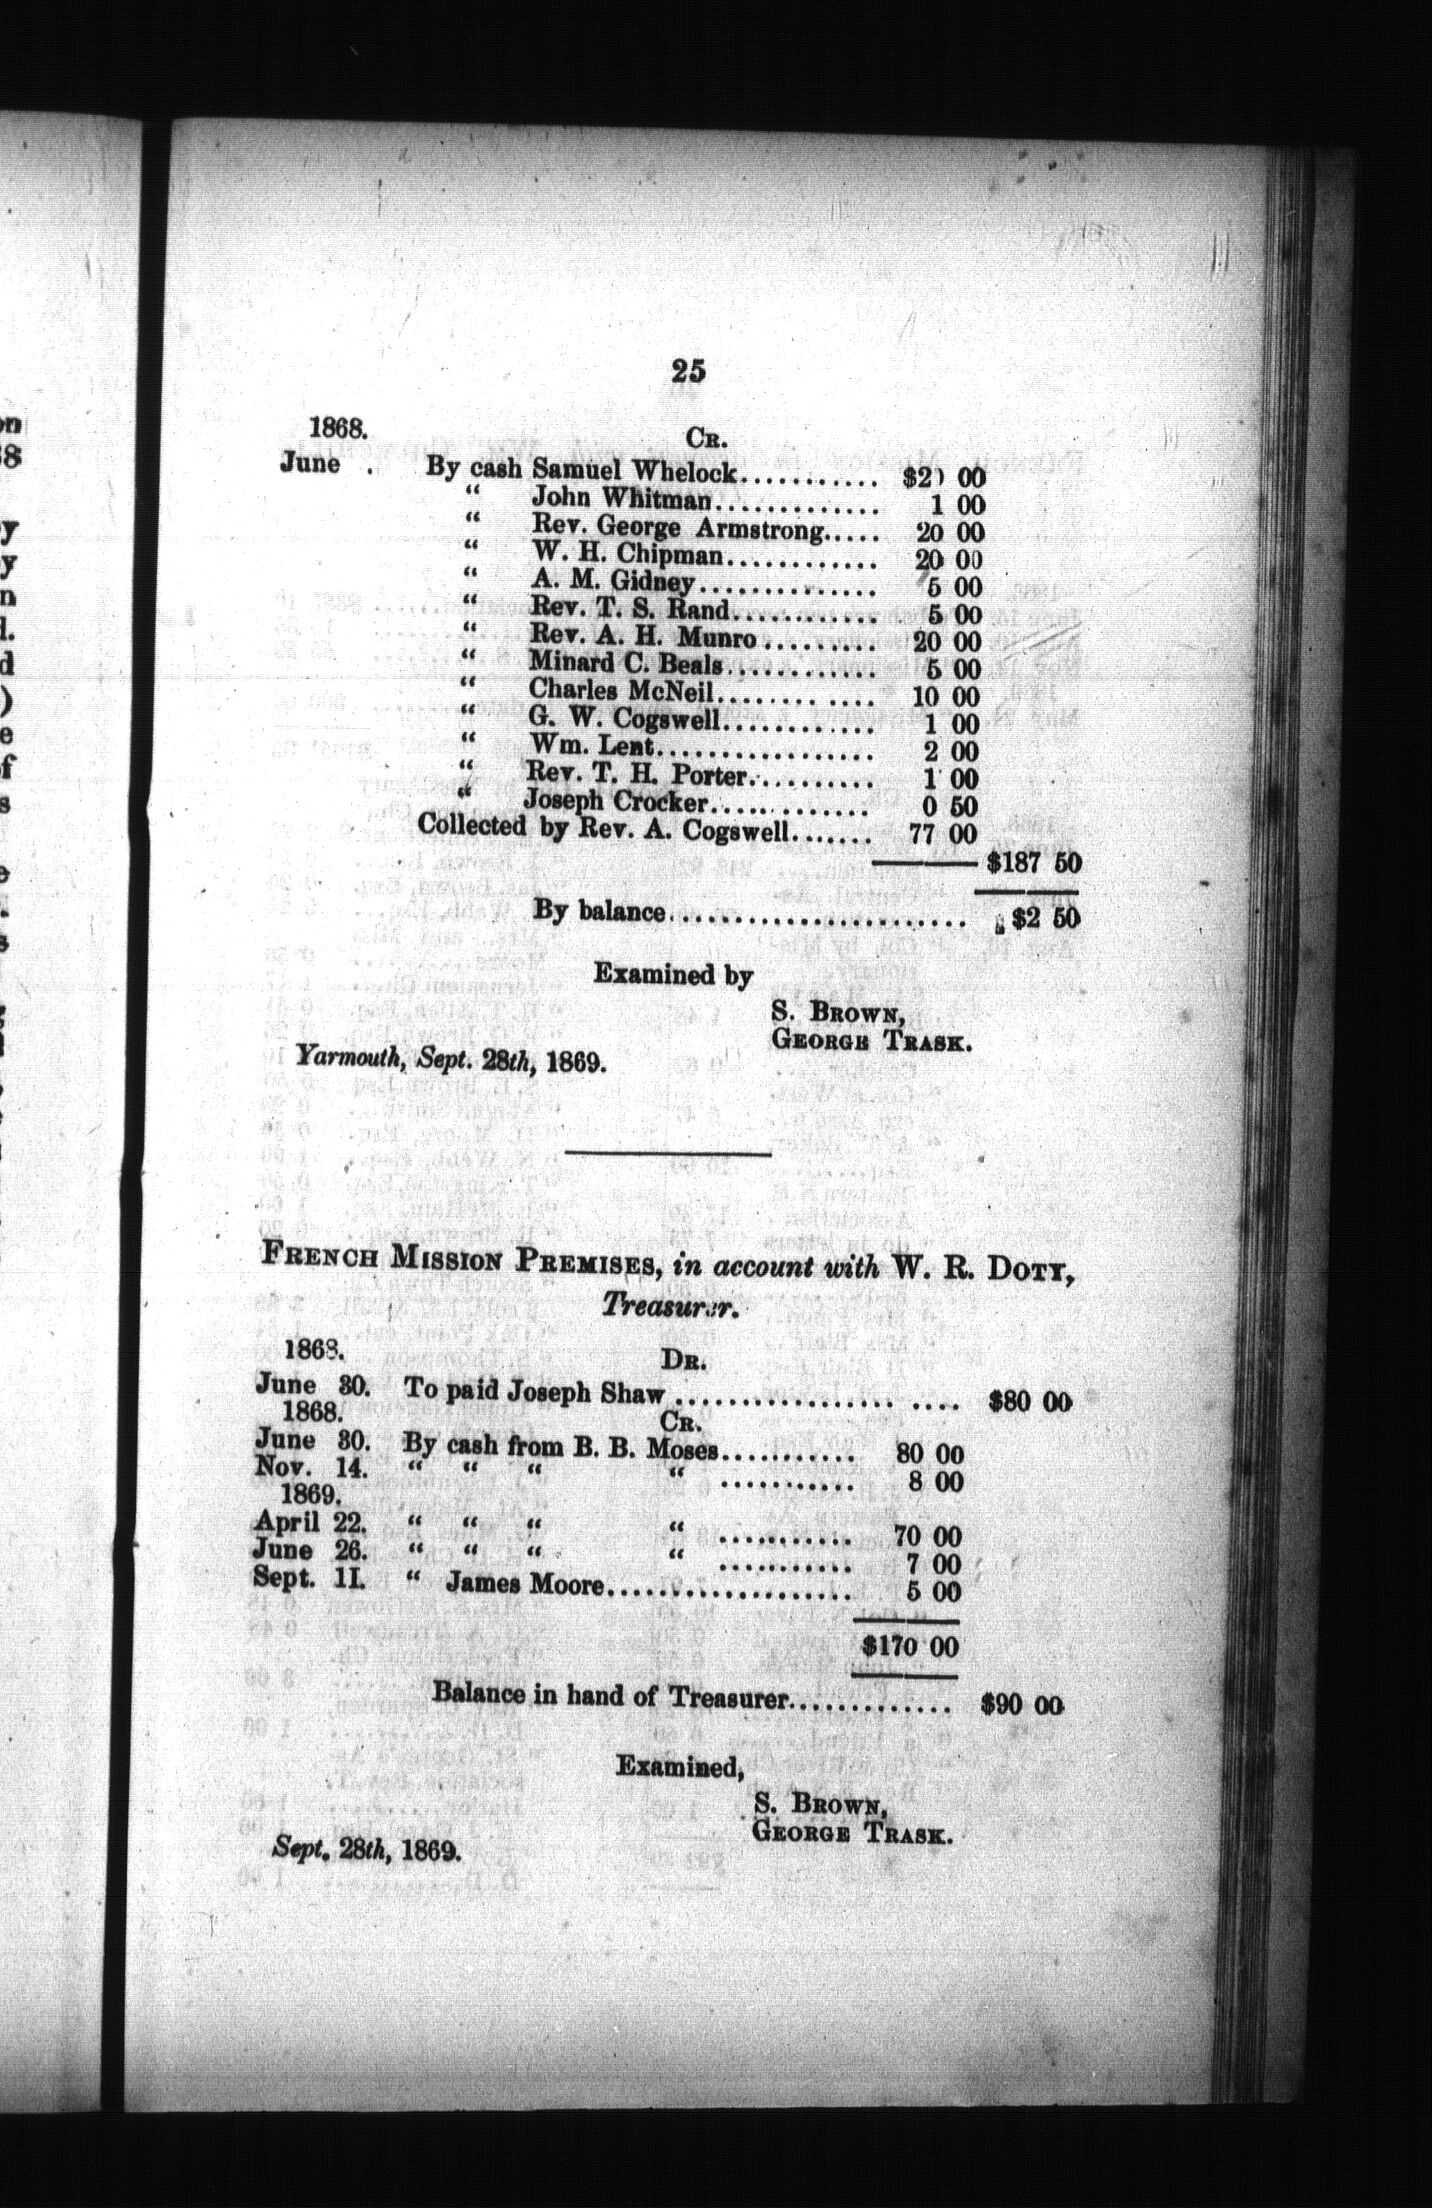 25
1868. CR.
June . By cash Samuel Whelock........... $20 00
“ John Whitman............. 1 00
“ Rev. George Armstrong..... 20 00
“ W. H. Chipman............ 20 00
“ A. M. Gidney.............. 5 00
“ Rev. T. S. Rand............ 5 00
“ Rev. A. H. Munro......... 20 00
“ Minard C. Beals............ 5 00
“ Charles McNeil........ .... 10 00
“ G. W. Cogswell............ 1 00
“ Wm. Lent................. 2 00
“ Rev. T. H. Porter.......... 1 00
“ Joseph Crocker............. 0 50
Collected by Rev. A. Cogswell....... 77 00
$187 50
By balance....................... $2 50
Examined by
S. BROWN,
GEORGE TRASK.
Yarmouth, Sept. 28th, 1869.
FRENCH MISSION PREMISES, in account with W. R. DOTY,
Treasurer.
1868. DR.
June 30. To paid Joseph Shaw ................ .... $80 00
1868. CR.
June 30. By cash from B. B. Moses........... 80 00
Nov. 14. “ “ “ “ ........... 8 00
1869.
April 22. “ “ “ “ ........... 70 00
June 26. “ “ “ “ ........... 7 00
Sept. 11. “ James Moore................... 5 00
$170 00
Balance in hand of Treasurer............. $90 00
Examined,
S. BROWN,
GEORGE TRASK.
Sept. 28th, 1869.